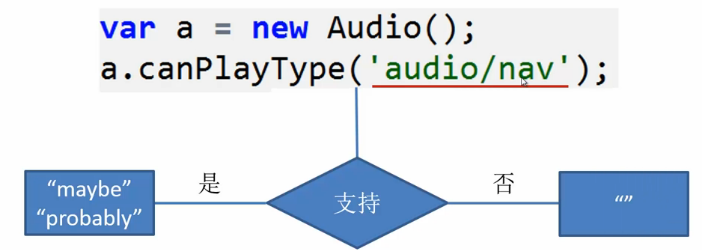 var a = new Audio();
a.canPlayType('audio/nav');
是
否
“maybe”
“probably”
支持
“”